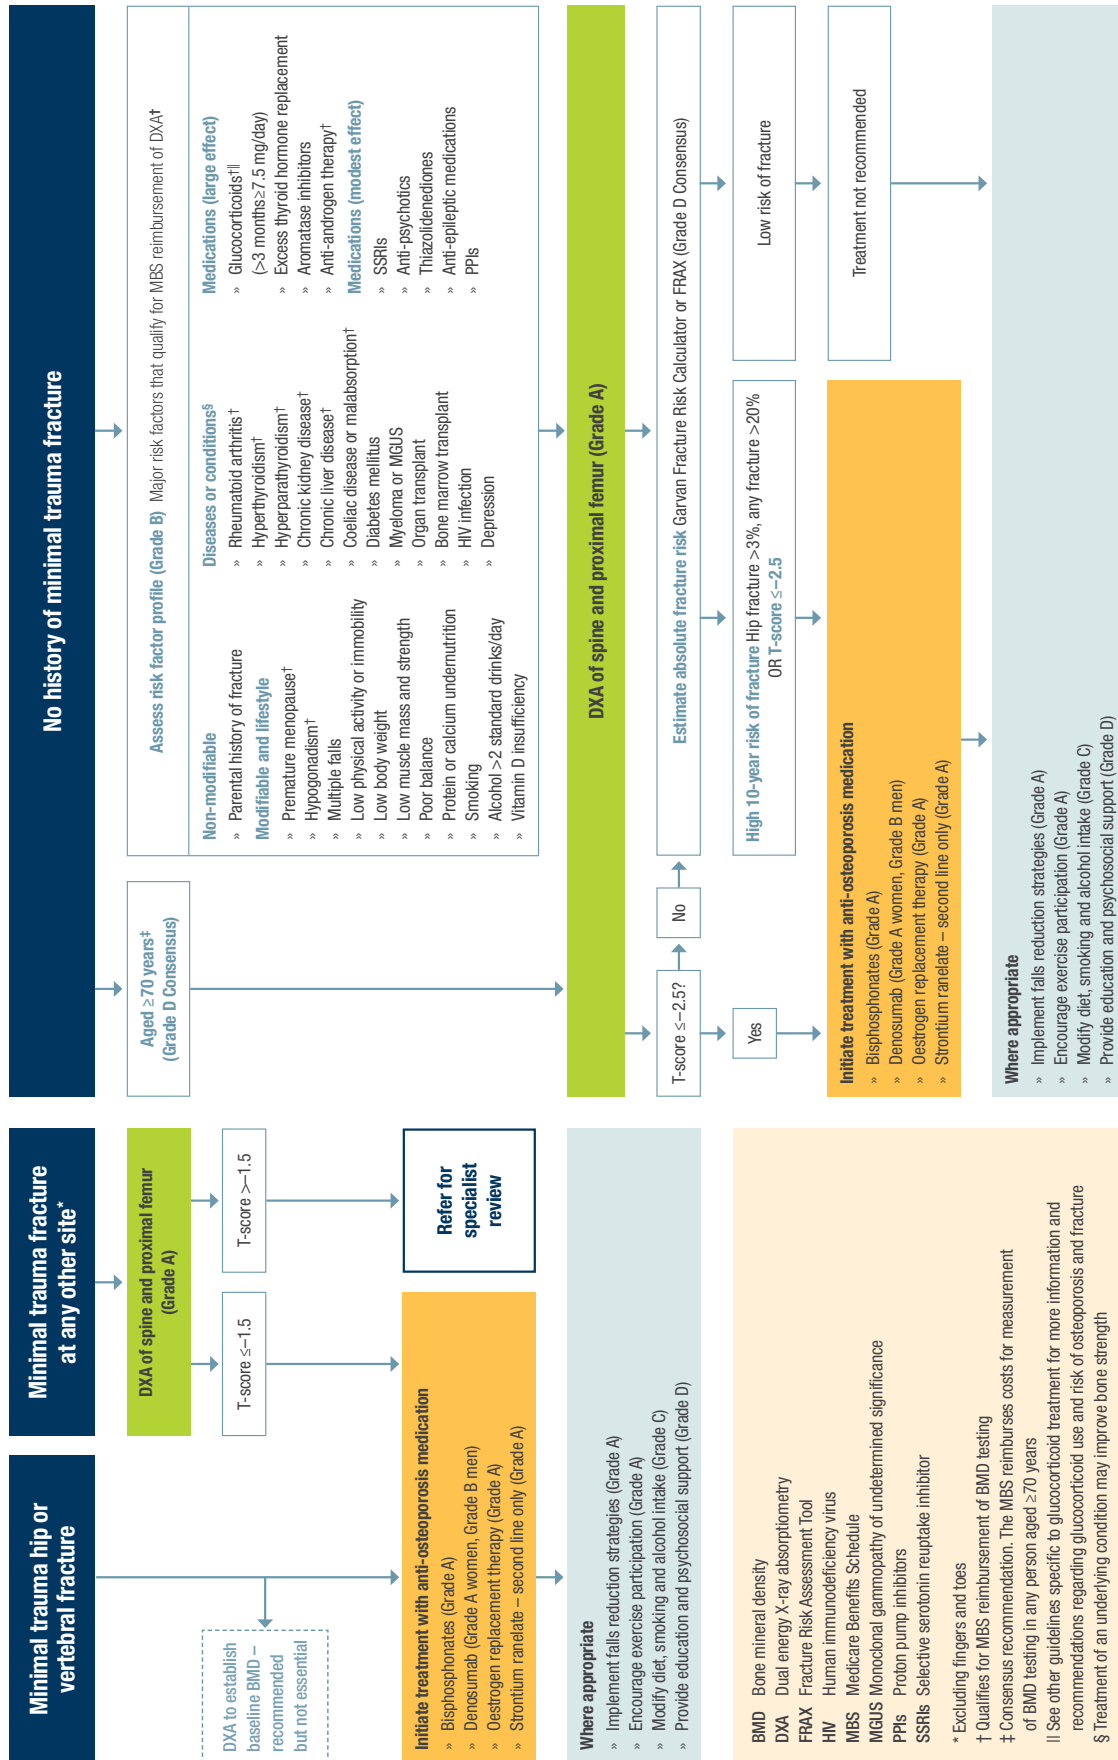 Minimal trauma hip or
vertebral fracture
DXA to establish
baseline BMD –
recommended
but not essential
Initiate treatment with anti-osteoporosis medication
» Bisphosphonates (Grade A)
» Denosumab (Grade A women, Grade B men)
» Oestrogen replacement therapy (Grade A)
» Strontium ranelate – second line only (Grade A)
Where appropriate
» Implement falls reduction strategies (Grade A)
» Encourage exercise participation (Grade A)
» Modify diet, smoking and alcohol intake (Grade C)
» Provide education and psychosocial support (Grade D)
Minimal trauma fracture
at any other site*
DXA of spine and proximal femur
(Grade A)
T-score ≤–1.5
T-score >–1.5
Refer for
specialist
review
No history of minimal trauma fracture
Aged ≥70 years‡
(Grade D Consensus)
Assess risk factor profile (Grade B) Major risk factors that qualify for MBS reimbursement of DXA†
Non-modifiable
» Parental history of fracture
Modifiable and lifestyle
» Premature menopause†
» Hypogonadism†
» Multiple falls
» Low physical activity or immobility
» Low body weight
» Low muscle mass and strength
» Poor balance
» Protein or calcium undernutrition
» Smoking
» Alcohol >2 standard drinks/day
» Vitamin D insufficiency
Diseases or conditions§
» Rheumatoid arthritis†
» Hyperthyroidism†
» Hyperparathyroidism†
» Chronic kidney disease†
» Chronic liver disease†
» Coeliac disease or malabsorption†
» Diabetes mellitus
» Myeloma or MGUS
» Organ transplant
» Bone marrow transplant
» HIV infection
» Depression
Medications (large effect)
» Glucocorticoids†||
(>3 months≥7.5 mg/day)
» Excess thyroid hormone replacement
» Aromatase inhibitors
» Anti-androgen therapy†
Medications (modest effect)
» SSRIs
» Anti-psychotics
» Thiazolidenediones
» Anti-epileptic medications
» PPIs
DXA of spine and proximal femur (Grade A)
T-score ≤–2.5?
No
Yes
Estimate absolute fracture risk Garvan Fracture Risk Calculator or FRAX (Grade D Consensus)
High 10-year risk of fracture Hip fracture >3%, any fracture >20%
OR T-score ≤–2.5
Low risk of fracture
Treatment not recommended
Initiate treatment with anti-osteoporosis medication
» Bisphosphonates (Grade A)
» Denosumab (Grade A women, Grade B men)
» Oestrogen replacement therapy (Grade A)
» Strontium ranelate – second line only (Grade A)
Where appropriate
» Implement falls reduction strategies (Grade A)
» Encourage exercise participation (Grade A)
» Modify diet, smoking and alcohol intake (Grade C)
» Provide education and psychosocial support (Grade D)
BMD Bone mineral density
DXA Dual energy X-ray absorptiometry
FRAX Fracture Risk Assessment Tool
HIV Human immunodeficiency virus
MBS Medicare Benefits Schedule
MGUS Monoclonal gammopathy of undetermined significance
PPIs Proton pump inhibitors
SSRIs Selective serotonin reuptake inhibitor
* Excluding fingers and toes
† Qualifies for MBS reimbursement of BMD testing
‡ Consensus recommendation. The MBS reimburses costs for measurement
of BMD testing in any person aged ≥70 years
|| See other guidelines specific to glucocorticoid treatment for more information and
recommendations regarding glucocorticoid use and risk of osteoporosis and fracture
§ Treatment of an underlying condition may improve bone strength